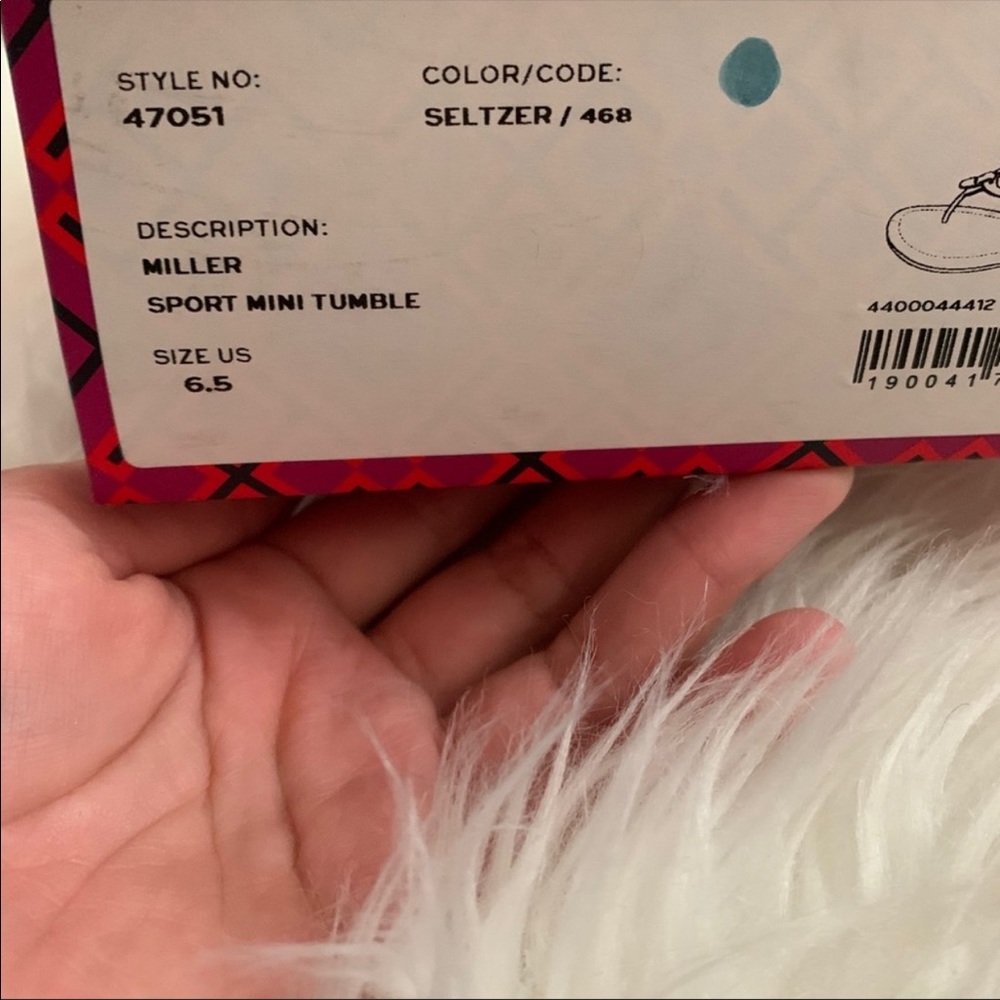 STYLE NO:
47051
COLOR/CODE:
SELTZER / 468
DESCRIPTION:
MILLER
SPORT MINI TUMBLE
SIZE US
6.5
4400044412
190041